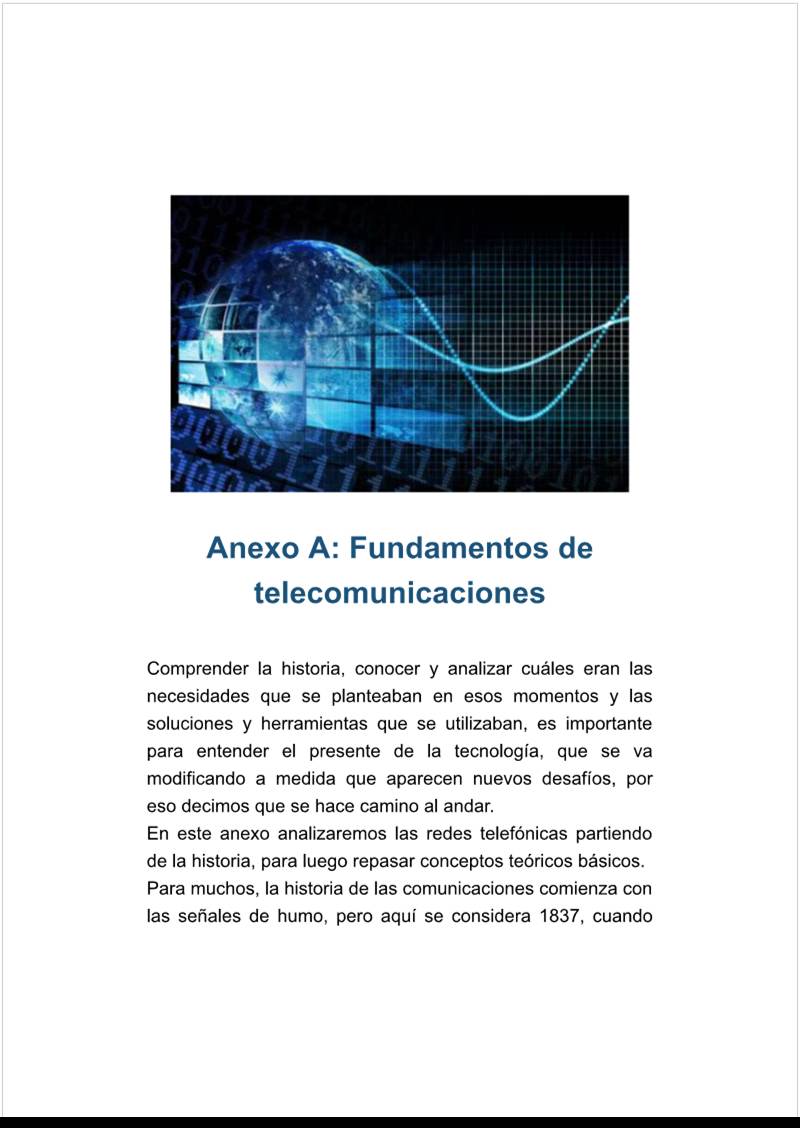 Anexo A: Fundamentos de
telecomunicaciones
Comprender la historia, conocer y analizar cuáles eran las
necesidades que se planteaban en esos momentos y las
soluciones y herramientas que se utilizaban, es importante
para entender el presente de la tecnología, que se va
modificando a medida que aparecen nuevos desafíos, por
eso decimos que se hace camino al andar.
En este anexo analizaremos las redes telefónicas partiendo
de la historia, para luego repasar conceptos teóricos básicos.
Para muchos, la historia de las comunicaciones comienza con
las señales de humo, pero aquí se considera 1837, cuando